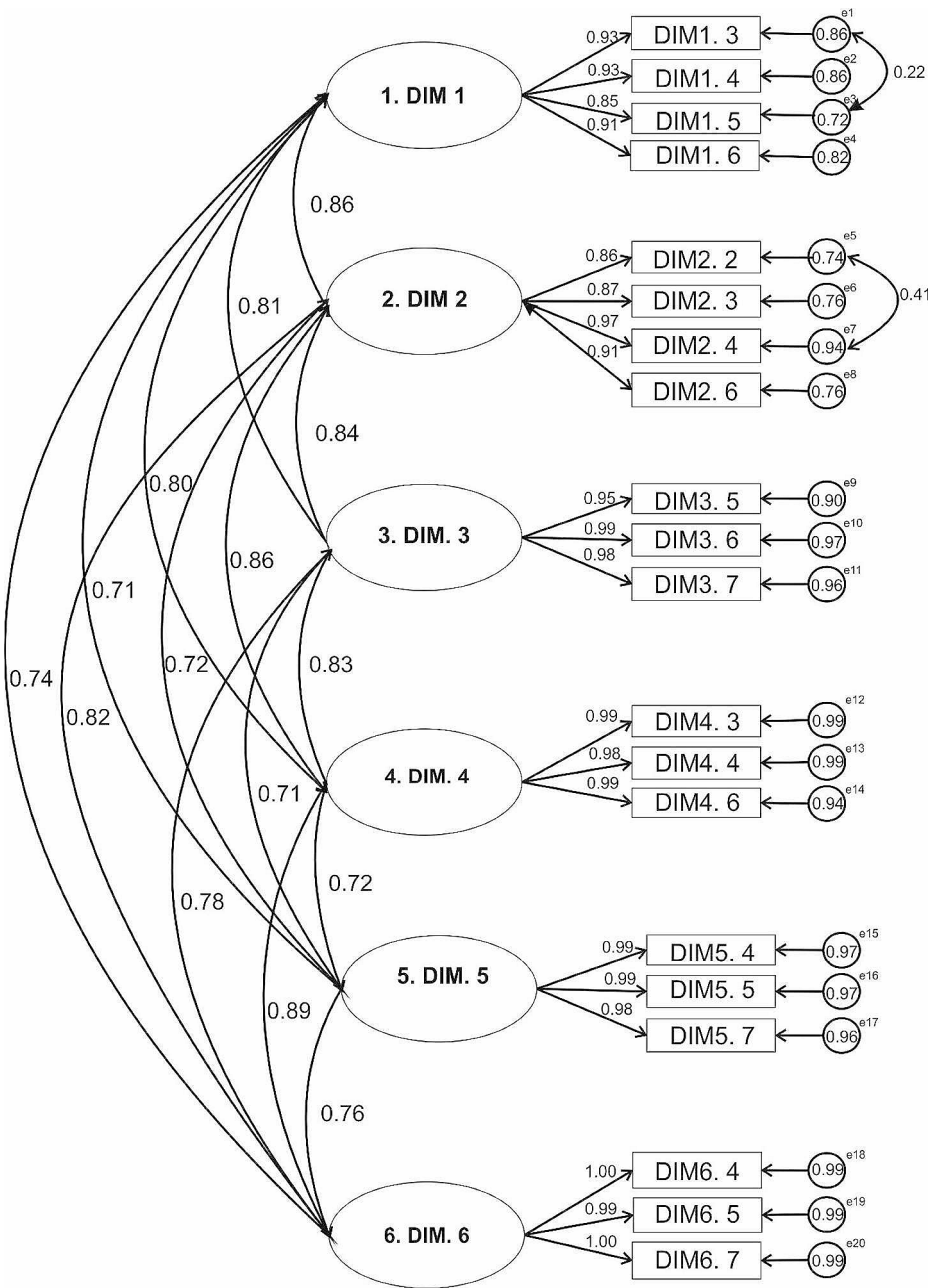 1. DIM 1
0.93
0.93
0.85
0.91
DIM1. 3
DIM1. 4
DIM1. 5
DIM1. 6
e1
0.86
e2
0.86
e3
0.72
e4
0.82
0.22
0.86
2. DIM 2
0.86
0.87
0.97
0.91
DIM2. 2
DIM2. 3
DIM2. 4
DIM2. 6
e5
0.74
e6
0.76
e7
0.94
e8
0.76
0.41
0.81
0.84
3. DIM. 3
0.95
0.99
0.98
DIM3. 5
DIM3. 6
DIM3. 7
e9
0.90
e10
0.97
e11
0.96
0.80
0.86
0.71
0.72
0.83
0.74
0.82
4. DIM. 4
0.99
0.98
0.99
DIM4. 3
DIM4. 4
DIM4. 6
e12
0.99
e13
0.99
e14
0.94
0.71
0.72
0.78
5. DIM. 5
0.99
0.99
0.98
DIM5. 4
DIM5. 5
DIM5. 7
e15
0.97
e16
0.97
e17
0.96
0.89
0.76
6. DIM. 6
1.00
0.99
1.00
DIM6. 4
DIM6. 5
DIM6. 7
e18
0.99
e19
0.99
e20
0.99